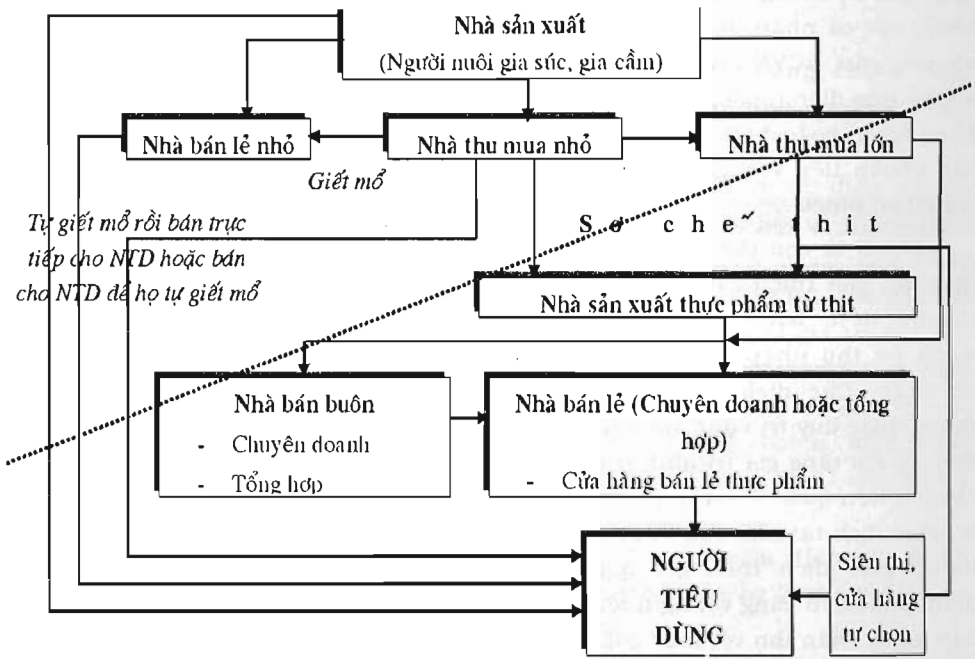 Nhà sản xuất
(Người nuôi gia súc, gia cầm)
Nhà bán lẻ nhỏ
Nhà thu mua nhỏ
Nhà thu mua lớn
Giết mổ
Tự giết mổ rồi bán trực
tiếp cho NTD hoặc bán
cho NTD để họ tự giết mổ
Sơ chế thịt
Nhà sản xuất thực phẩm từ thịt
Nhà bán buôn
- Chuyên doanh
- Tổng hợp
Nhà bán lẻ (Chuyên doanh hoặc tổng
hợp)
- Cửa hàng bán lẻ thực phẩm
NGƯỜI
TIÊU
DÙNG
Siêu thị,
cửa hàng
tự chọn